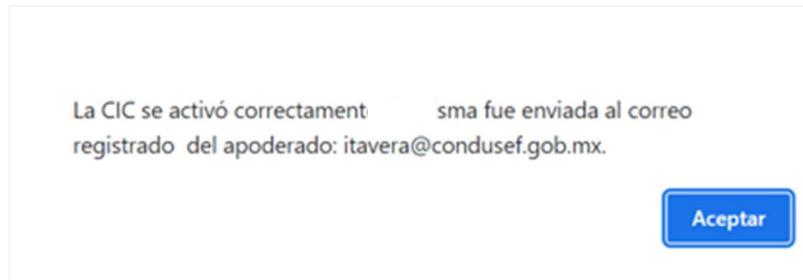 La CIC se activó correctament sma fue enviada al correo
registrado del apoderado: itavera@condusef.gob.mx.
Aceptar